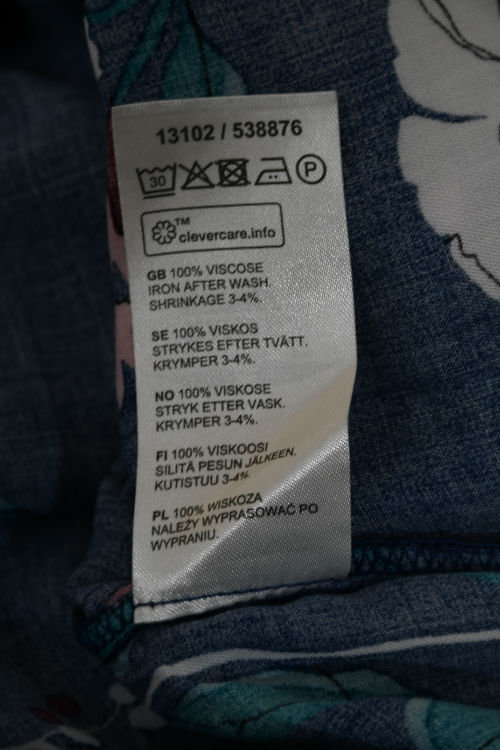 13102 / 538876
30 P
TM
clevercare.info
GB 100% VISCOSE
IRON AFTER WASH.
SHRINKAGE 3-4%.
SE 100% VISKOS
STRYKES EFTER TVÄTT.
KRYMPER 3-4%.
NO 100% VISKOSE
STRYK ETTER VASK.
KRYMPER 3-4%.
FI 100% VISKOOSI
SILITÄ PESUN JÄLKEEN.
KUTISTUU 3-4%.
PL 100% WISKOZA
NALEŻY WYPRASOWAĆ PO
WYPRANIU.